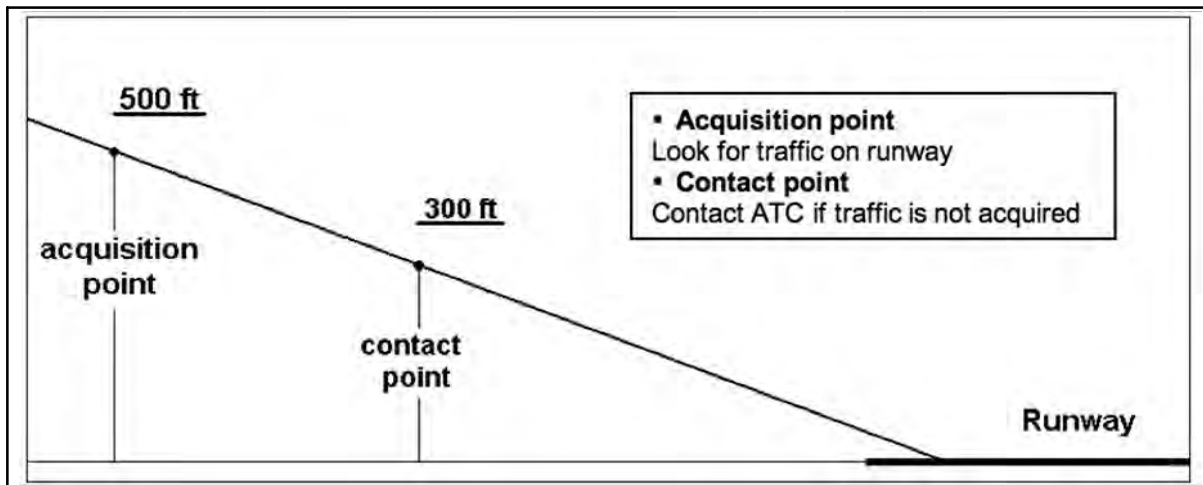 500 ft
• Acquisition point
Look for traffic on runway
• Contact point
Contact ATC if traffic is not acquired
300 ft
acquisition
point
contact
point
Runway